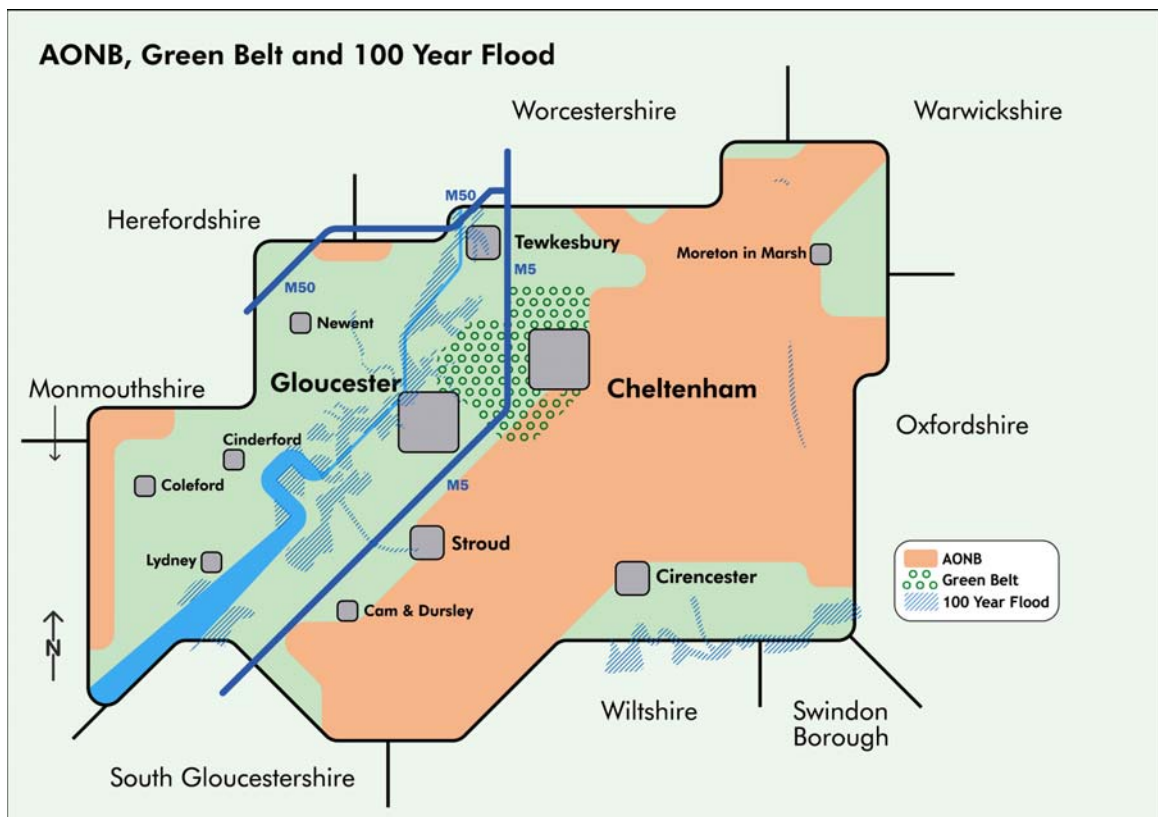 AONB, Green Belt and 100 Year Flood
Worcestershire
Warwickshire
Herefordshire
M50
Tewkesbury
Moreton in Marsh
M5
M50
Newent
Monmouthshire
Gloucester
Cheltenham
Oxfordshire
Cinderford
Coleford
M5
Stroud
Lydney
Cirencester
Cam & Dursley
AONB
Green Belt
100 Year Flood
N
Wiltshire
Swindon
Borough
South Gloucestershire